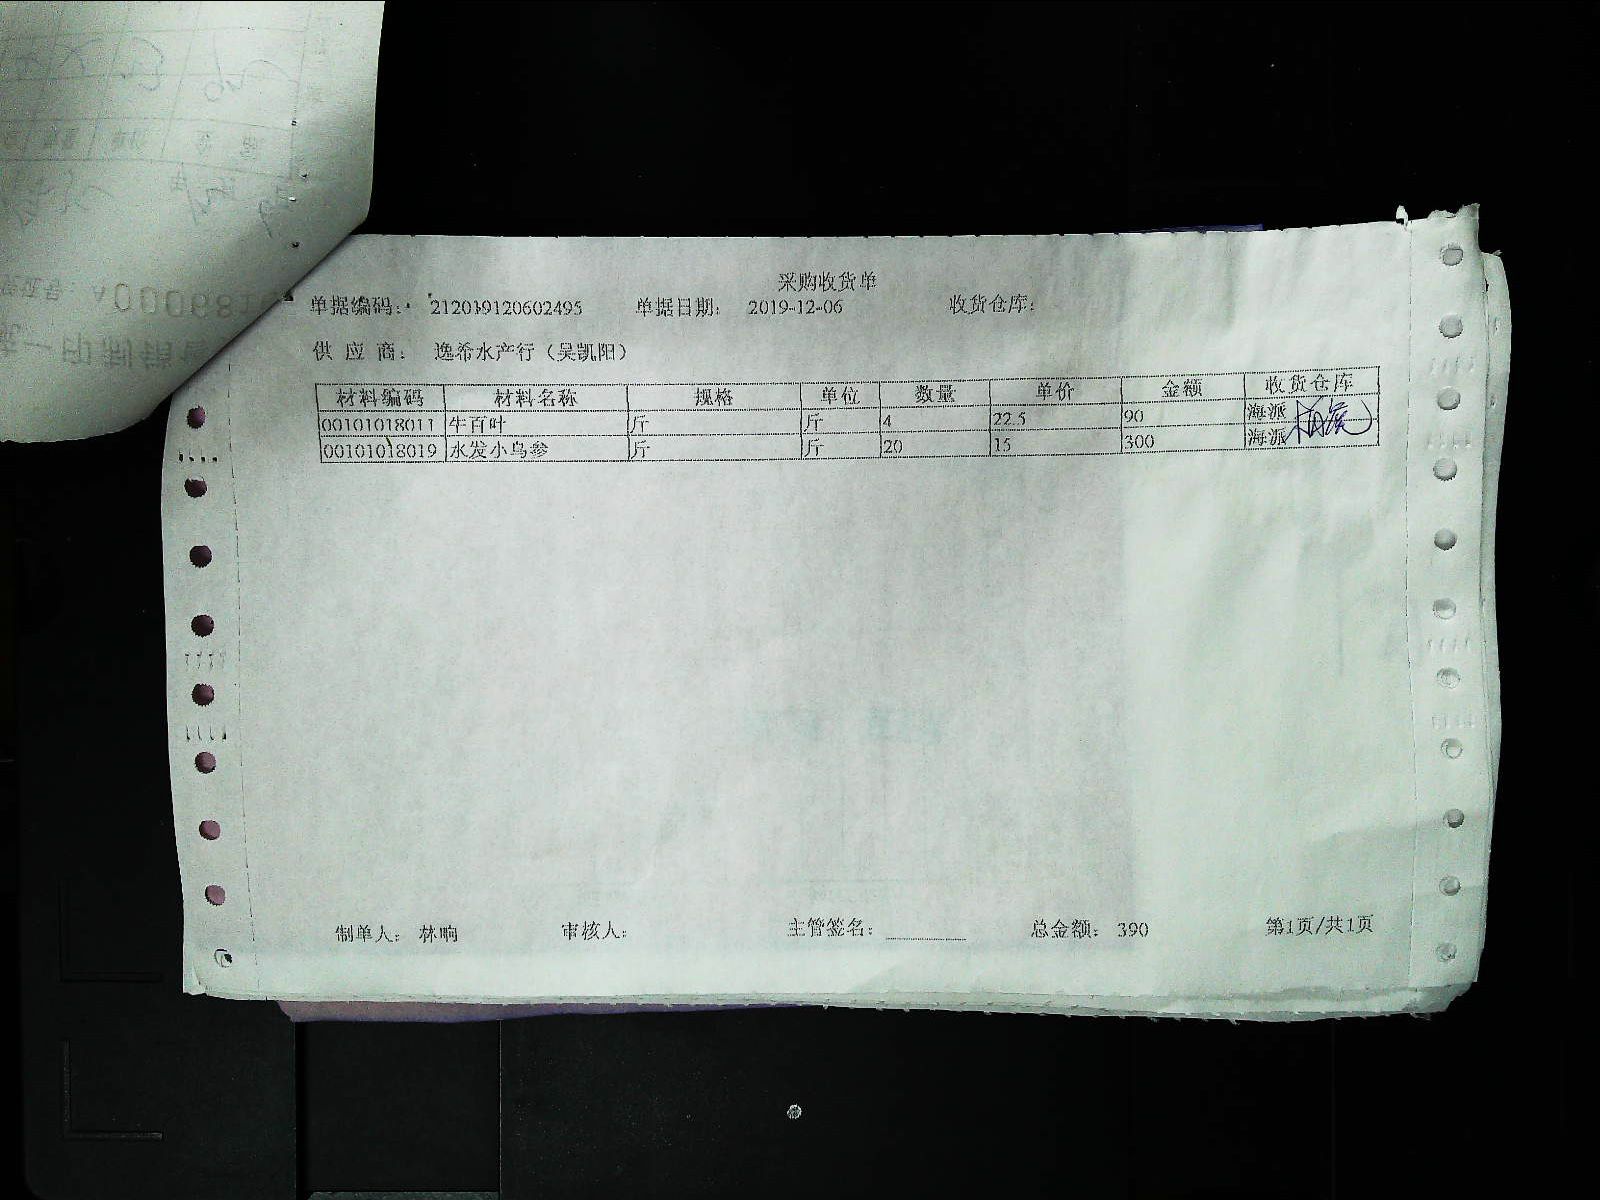 采购收货单
单据编码： 212019120602495 单据日期： 2019-12-06 收货仓库：
供 应 商： 逸希水产行（吴凯阳）
材料编码 材料名称 规格 单位 数量 单价 金额 收货仓库
00101018011 牛百叶 斤 斤 4 22.5 90 海派
00101018019 水发小乌参 斤 斤 20 15 300 海派
制单人： 林响 审核人： 主管签名： 总金额： 390 第1页/共1页